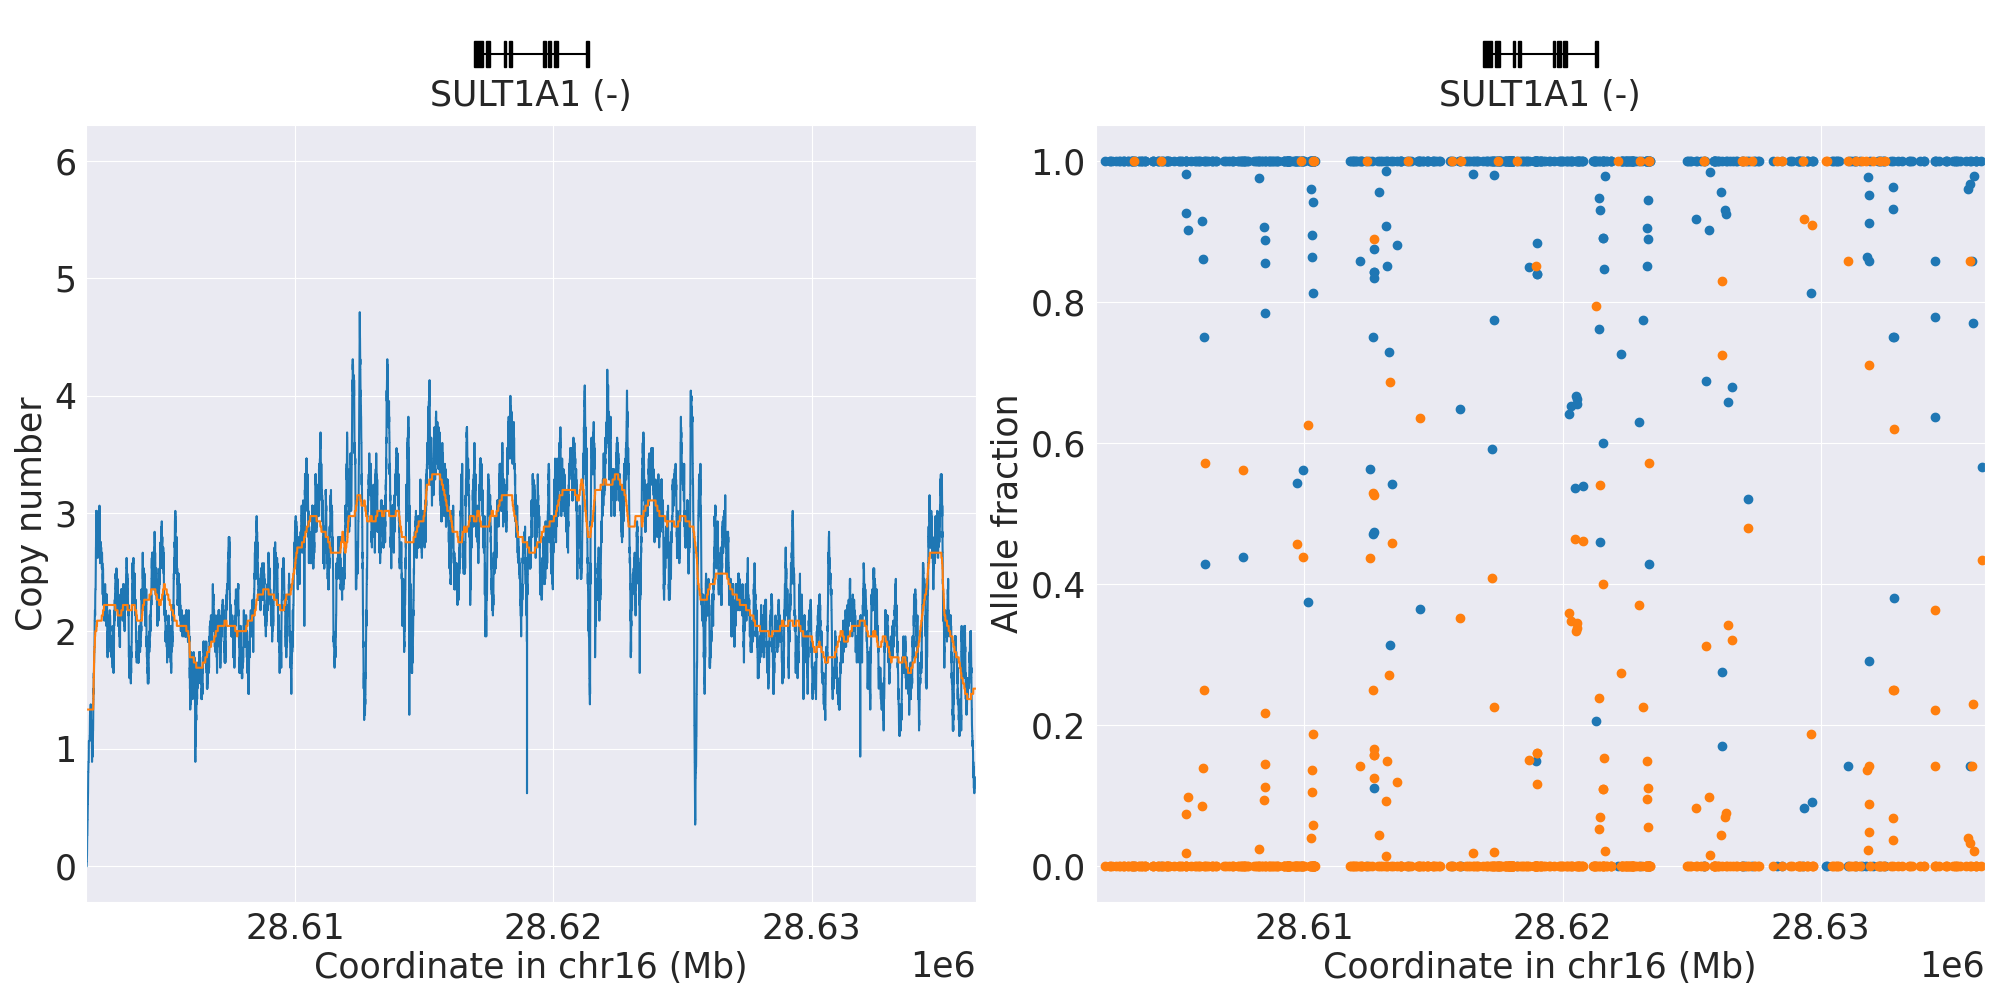 SULT1A1 (-)
6
5
4
3
2
1
0
Copy number
28.61
28.62
28.63
Coordinate in chr16 (Mb)
1e6
SULT1A1 (-)
1.0
0.8
0.6
0.4
0.2
0.0
Allele fraction
28.61
28.62
28.63
Coordinate in chr16 (Mb)
1e6